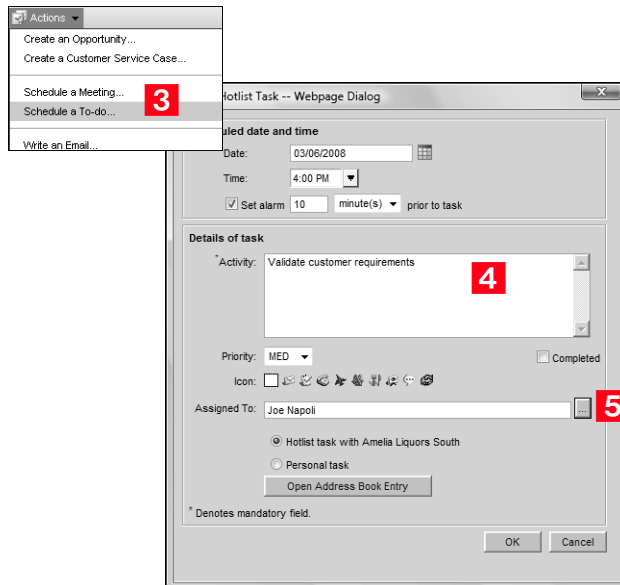 Actions
Create an Opportunity...
Create a Customer Service Case...
Schedule a Meeting...
3
Schedule a To-do...
Write an Email...
Hotlist Task -- Webpage Dialog
x
uled date and time
Date: 03/06/2008
Time: 4:00 PM
Set alarm 10 minute(s) prior to task
Details of task
*Activity: Validate customer requirements
4
Priority: MED Completed
Icon:
Assigned To: Joe Napoli ... 5
Hotlist task with Amelia Liquors South
Personal task
Open Address Book Entry
* Denotes mandatory field.
OK Cancel